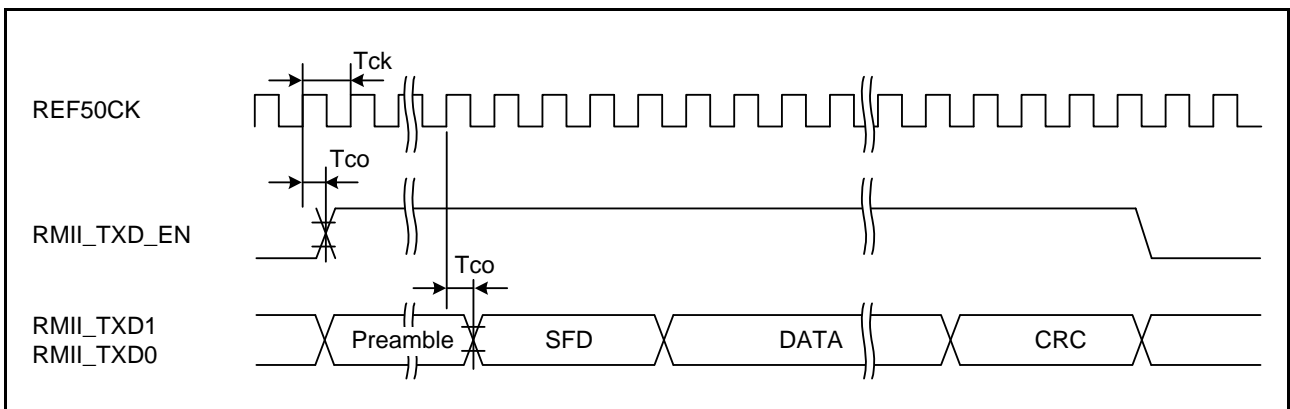 Tck
REF50CK
Tco
RMII_TXD_EN
Tco
RMII_TXD1
RMII_TXD0
Preamble SFD DATA CRC